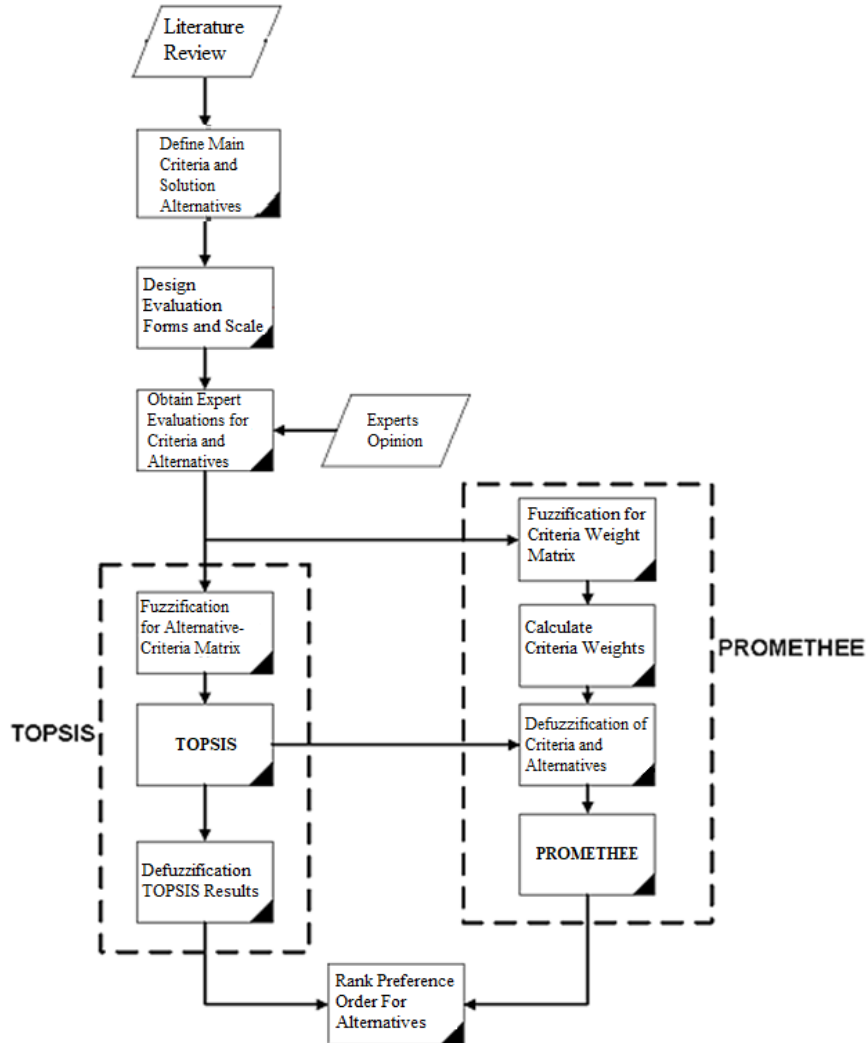 Literature
Review
Define Main
Criteria and
Solution
Alternatives
Design
Evaluation
Forms and Scale
Obtain Expert
Evaluations for
Criteria and
Alternatives
Experts
Opinion
Fuzzification for
Criteria Weight
Matrix
Fuzzification
for Alternative-
Criteria Matrix
Calculate
Criteria Weights
PROMETHEE
TOPSIS
TOPSIS
Defuzzification of
Criteria and
Alternatives
Defuzzification
TOPSIS Results
PROMETHEE
Rank Preference
Order For
Alternatives